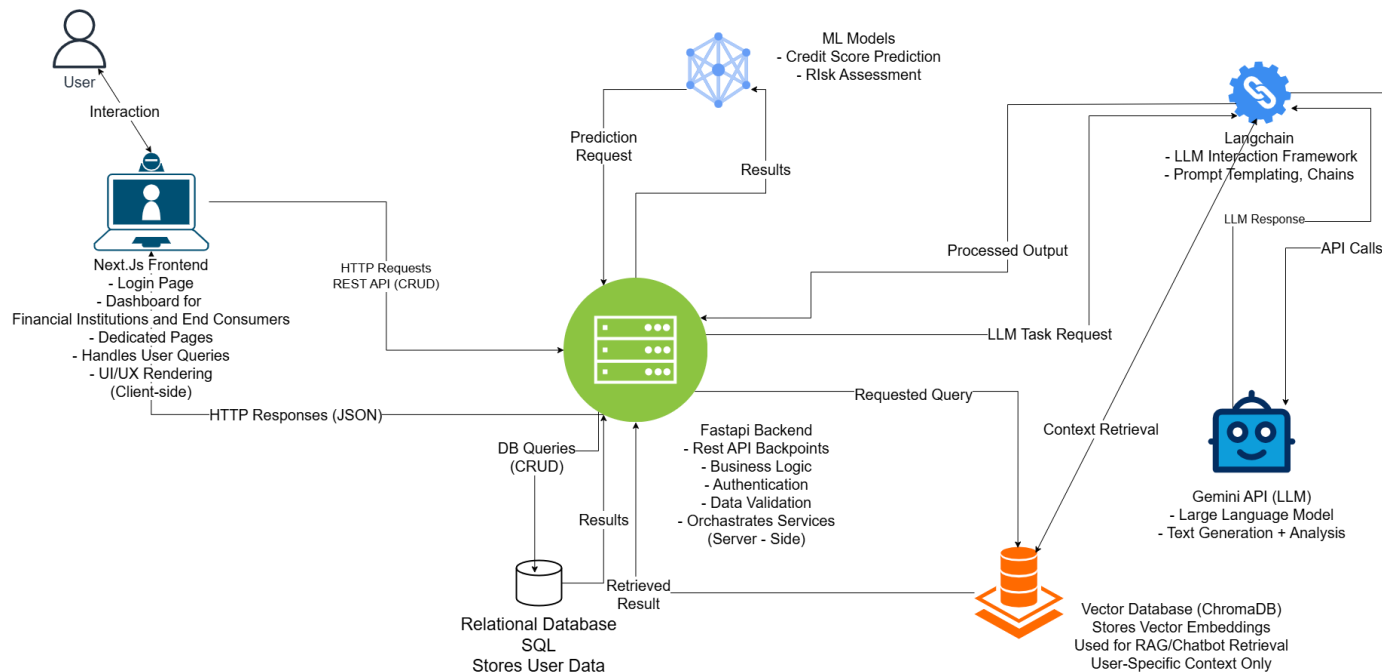 User
Interaction
Next.Js Frontend
- Login Page
- Dashboard for
Financial Institutions and End Consumers
- Dedicated Pages
- Handles User Queries
- UI/UX Rendering
(Client-side)
HTTP Requests
REST API (CRUD)
HTTP Responses (JSON)
ML Models
- Credit Score Prediction
- RIsk Assessment
Prediction
Request
Results
Langchain
- LLM Interaction Framework
- Prompt Templating, Chains
LLM Response
API Calls
Processed Output
LLM Task Request
Requested Query
Context Retrieval
Fastapi Backend
- Rest API Backpoints
- Business Logic
- Authentication
- Data Validation
- Orchastrates Services
(Server - Side)
DB Queries
(CRUD)
Results
Retrieved
Result
Relational Database
SQL
Stores User Data
Gemini API (LLM)
- Large Language Model
- Text Generation + Analysis
Vector Database (ChromaDB)
Stores Vector Embeddings
Used for RAG/Chatbot Retrieval
User-Specific Context Only